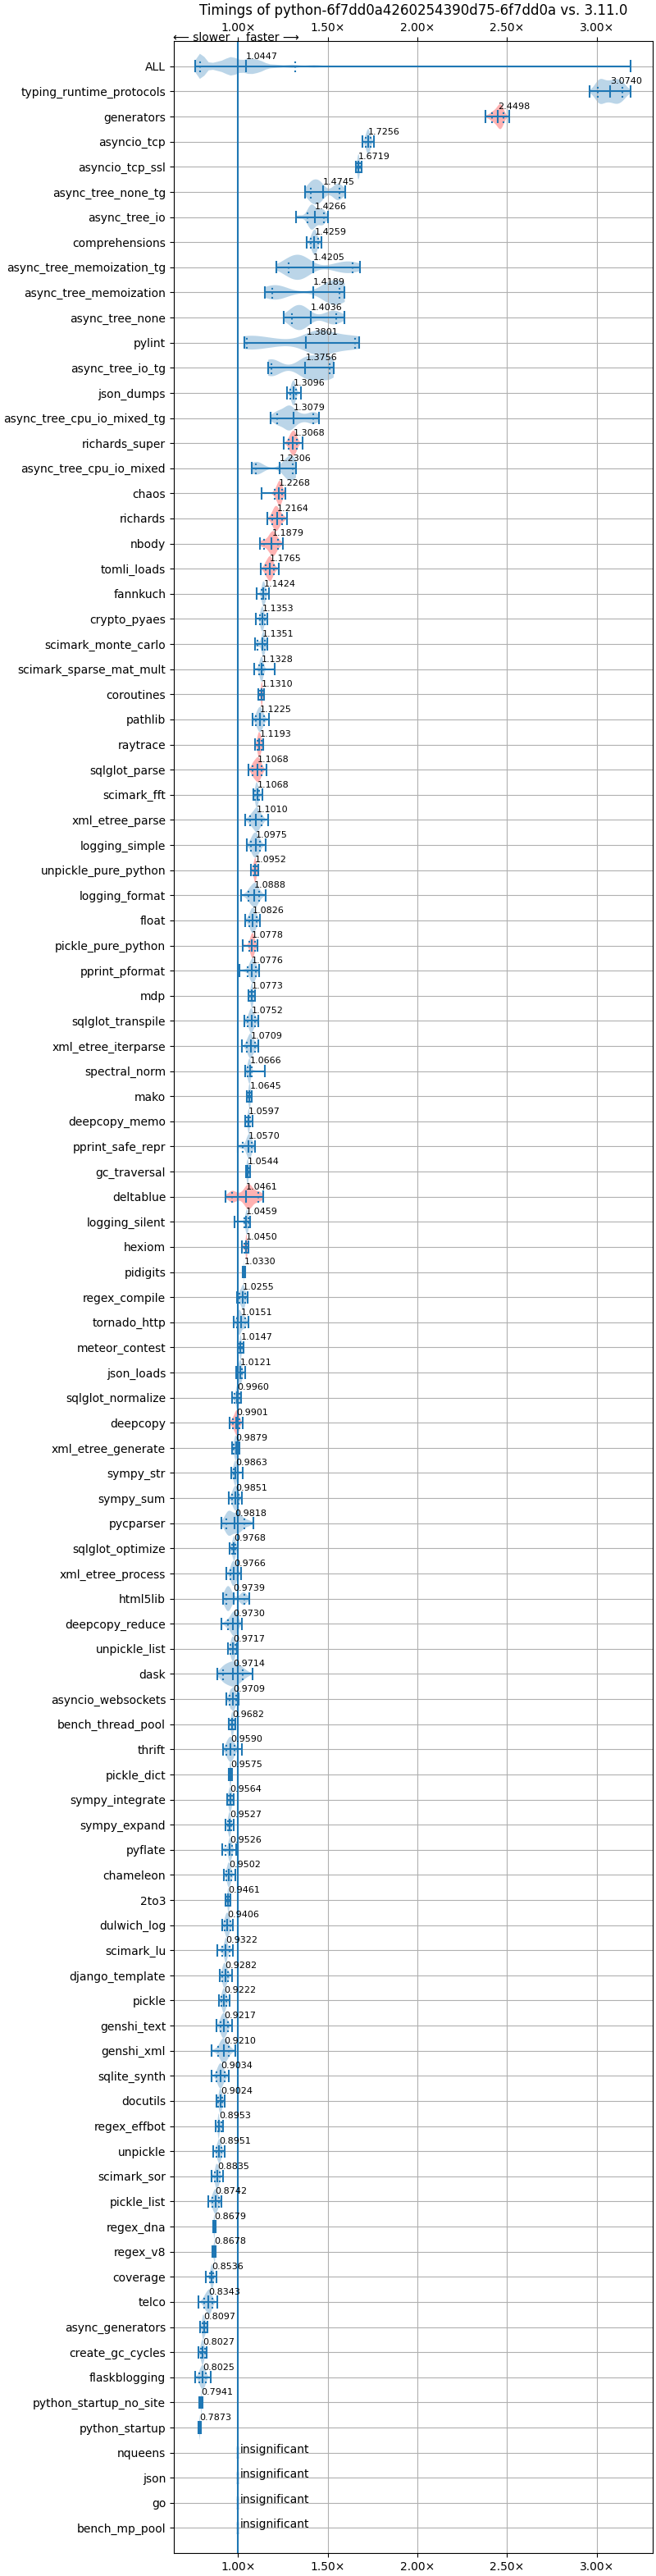 Timings of python-6f7dd0a4260254390d75-6f7dd0a vs. 3.11.0
1.00× 1.50× 2.00× 2.50× 3.00×
⟵ slower faster ⟶
ALL 1.0447
typing_runtime_protocols 3.0740
generators 2.4498
asyncio_tcp 1.7256
asyncio_tcp_ssl 1.6719
async_tree_none_tg 1.4745
async_tree_io 1.4266
comprehensions 1.4259
async_tree_memoization_tg 1.4205
async_tree_memoization 1.4189
async_tree_none 1.4036
pylint 1.3801
async_tree_io_tg 1.3756
json_dumps 1.3096
async_tree_cpu_io_mixed_tg 1.3079
richards_super 1.3068
async_tree_cpu_io_mixed 1.2306
chaos 1.2268
richards 1.2164
nbody 1.1879
tomli_loads 1.1765
fannkuch 1.1424
crypto_pyaes 1.1353
scimark_monte_carlo 1.1351
scimark_sparse_mat_mult 1.1328
coroutines 1.1310
pathlib 1.1225
raytrace 1.1193
sqlglot_parse 1.1068
scimark_fft 1.1068
xml_etree_parse 1.1010
logging_simple 1.0975
unpickle_pure_python 1.0952
logging_format 1.0888
float 1.0826
pickle_pure_python 1.0778
pprint_pformat 1.0776
mdp 1.0773
sqlglot_transpile 1.0752
xml_etree_iterparse 1.0709
spectral_norm 1.0666
mako 1.0645
deepcopy_memo 1.0597
pprint_safe_repr 1.0570
gc_traversal 1.0544
deltablue 1.0461
logging_silent 1.0459
hexiom 1.0450
pidigits 1.0330
regex_compile 1.0255
tornado_http 1.0151
meteor_contest 1.0147
json_loads 1.0121
sqlglot_normalize 0.9960
deepcopy 0.9901
xml_etree_generate 0.9879
sympy_str 0.9863
sympy_sum 0.9851
pycparser 0.9818
sqlglot_optimize 0.9768
xml_etree_process 0.9766
html5lib 0.9739
deepcopy_reduce 0.9730
unpickle_list 0.9717
dask 0.9714
asyncio_websockets 0.9709
bench_thread_pool 0.9682
thrift 0.9590
pickle_dict 0.9575
sympy_integrate 0.9564
sympy_expand 0.9527
pyflate 0.9526
chameleon 0.9502
2to3 0.9461
dulwich_log 0.9406
scimark_lu 0.9322
django_template 0.9282
pickle 0.9222
genshi_text 0.9217
genshi_xml 0.9210
sqlite_synth 0.9034
docutils 0.9024
regex_effbot 0.8953
unpickle 0.8951
scimark_sor 0.8835
pickle_list 0.8742
regex_dna 0.8679
regex_v8 0.8678
coverage 0.8536
telco 0.8343
async_generators 0.8097
create_gc_cycles 0.8027
flaskblogging 0.8025
python_startup_no_site 0.7941
python_startup 0.7873
nqueens insignificant
json insignificant
go insignificant
bench_mp_pool insignificant
1.00× 1.50× 2.00× 2.50× 3.00×